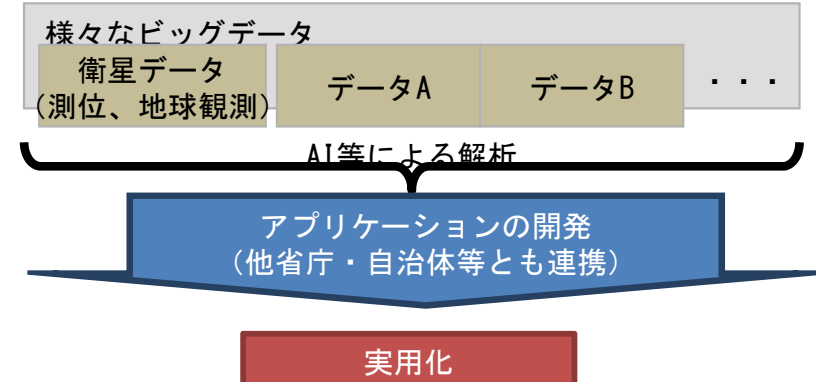 様々なビッグデータ
衛星データ
(測位、地球観測)
データA
データB
・・・
AI等による解析
アプリケーションの開発
(他省庁・自治体等とも連携)
実用化